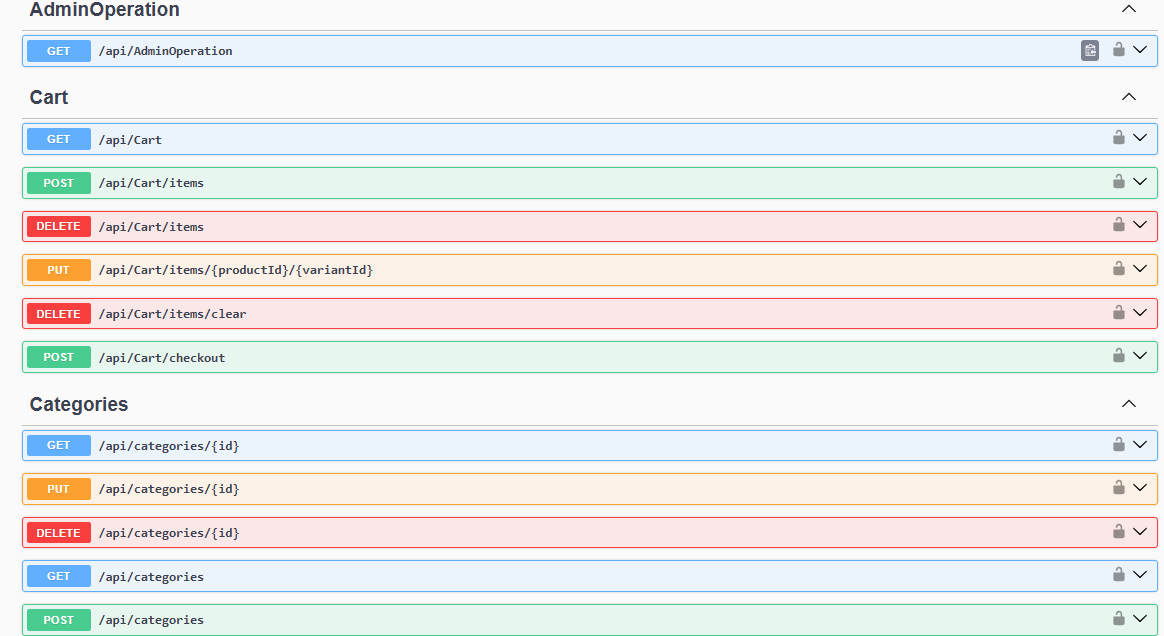 AdminOperation
GET /api/AdminOperation
Cart
GET /api/Cart
POST /api/Cart/items
DELETE /api/Cart/items
PUT /api/Cart/items/{productId}/{variantId}
DELETE /api/Cart/items/clear
POST /api/Cart/checkout
Categories
GET /api/categories/{id}
PUT /api/categories/{id}
DELETE /api/categories/{id}
GET /api/categories
POST /api/categories